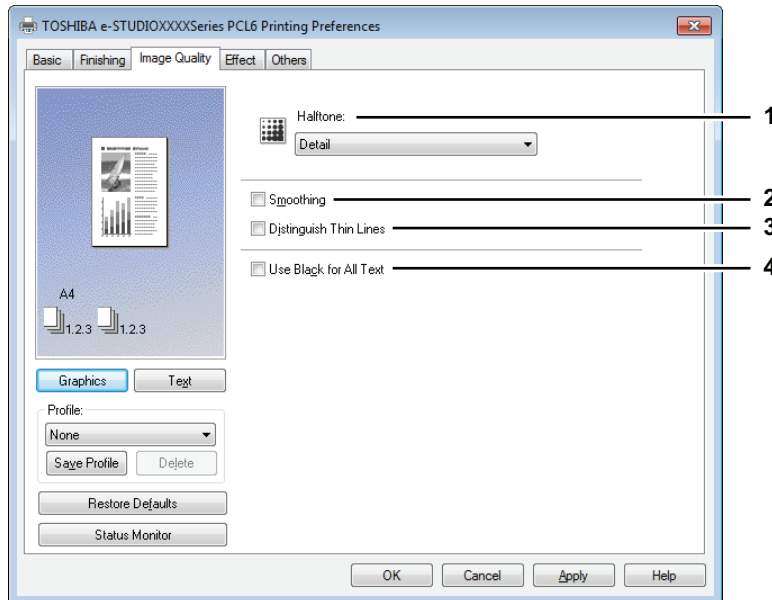 TOSHIBA e-STUDIOXXXXSeries PCL6 Printing Preferences
Basic Finishing Image Quality Effect Others
Halftone: 1
Detail
Smoothing 2
Distinguish Thin Lines 3
Use Black for All Text 4
A4
1.2.3 1.2.3
Graphics Text
Profile:
None
Save Profile Delete
Restore Defaults
Status Monitor
OK Cancel Apply Help